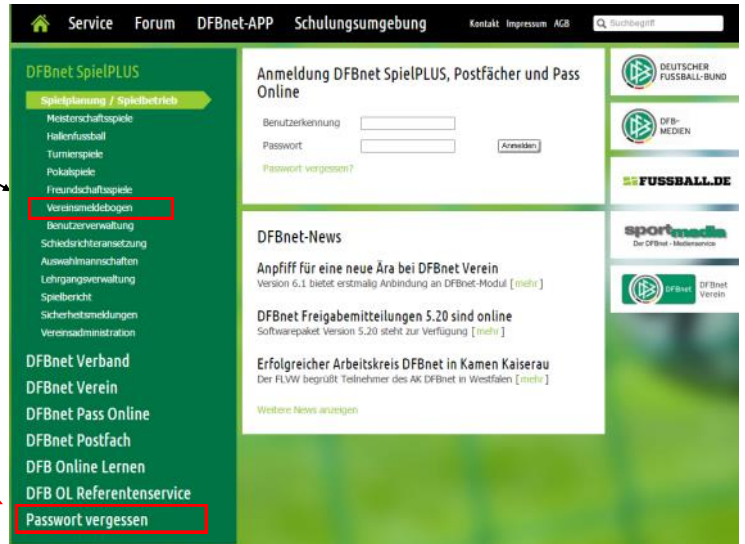 Service Forum DFBnet-APP Schulungsumgebung Kontakt Impressum AGB Suchbegriff
DFBnet SpielPLUS
Spielplanung / Spielbetrieb
Meisterschaftsspiele
Hallenfussball
Turnierspiele
Pokalspiele
Freundschaftsspiele
Vereinsmeldebogen
Benutzerverwaltung
Schiedsrichteransetzung
Auswahlmannschaften
Lehrgangsverwaltung
Spielbericht
Sicherheitsmeldungen
Vereinsadministration
DFBnet Verband
DFBnet Verein
DFBnet Pass Online
DFBnet Postfach
DFB Online Lernen
DFB OL Referentenservice
Passwort vergessen
Anmeldung DFBnet SpielPLUS, Postfächer und Pass
Online
Benutzerkennung
Passwort Anmelden
Passwort vergessen?
DFBnet-News
Anpfiff für eine neue Ära bei DFBnet Verein
Version 6.1 bietet erstmalig Anbindung an DFBnet-Modul [ mehr ]
DFBnet Freigabemitteilungen 5.20 sind online
Softwarepaket Version 5.20 steht zur Verfügung [ mehr ]
Erfolgreicher Arbeitskreis DFBnet in Kamen Kaiserau
Der FLVW begrüßt Teilnehmer des AK DFBnet in Westfalen [ mehr ]
Weitere News anzeigen
DEUTSCHER
FUSSBALL-BUND
DFB-
MEDIEN
FUSSBALL.DE
sportmedia
Der DFBnet - Medienservice
DFBnet
DFBnet
Verein